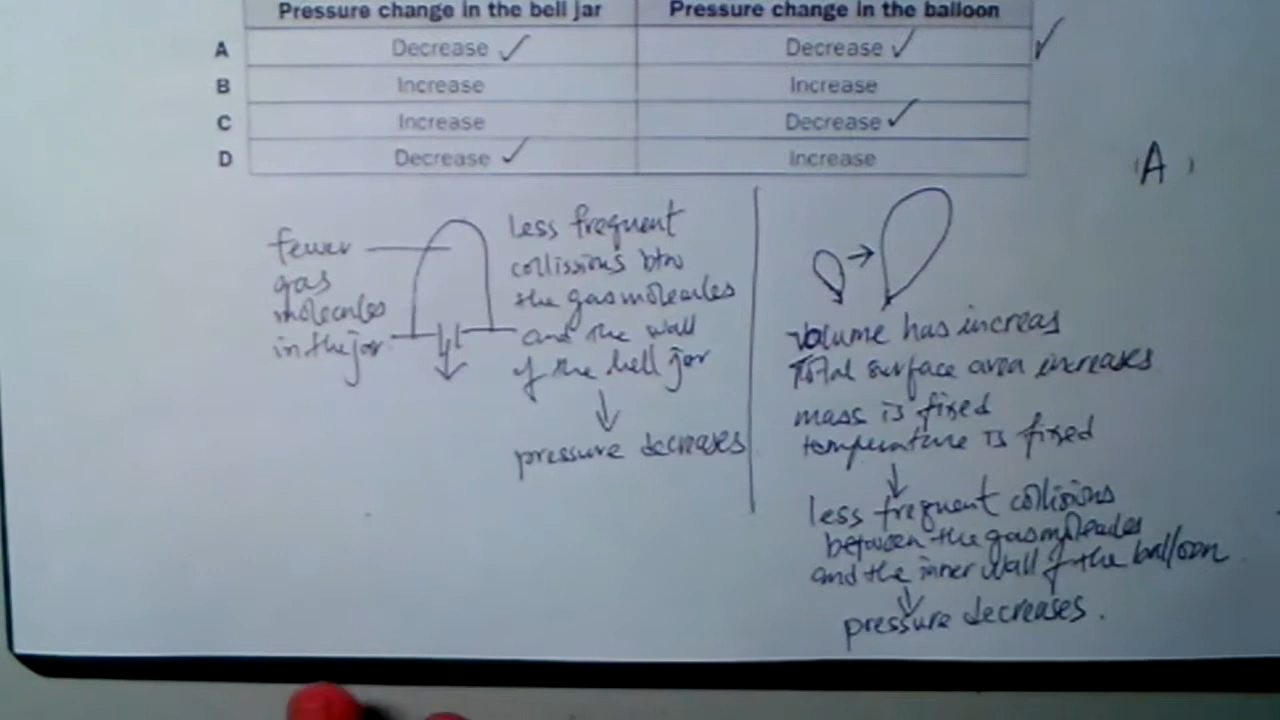 Pressure change in the bell jar Pressure change in the balloon
A Decrease ✓ Decrease ✓ ✓
B Increase Increase
C Increase Decrease ✓
D Decrease ✓ Increase
(A)
fewer
gas
molecules
in the jar
less frequent
collissions btw
the gas molecules
and the wall
of the bell jar
pressure decreases
volume has increas
Total surface area increases
mass is fixed
temperature is fixed
less frequent collisions
between the gas molecules
and the inner wall of the balloon
pressure decreases.